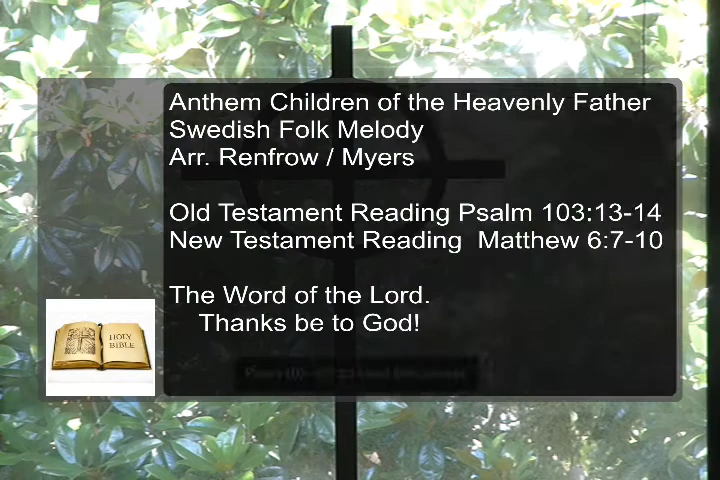 Anthem Children of the Heavenly Father
Swedish Folk Melody
Arr. Renfrow / Myers
Old Testament Reading Psalm 103:13-14
New Testament Reading  Matthew 6:7-10
The Word of the Lord.
Thanks be to God!
HOLY
BIBLE